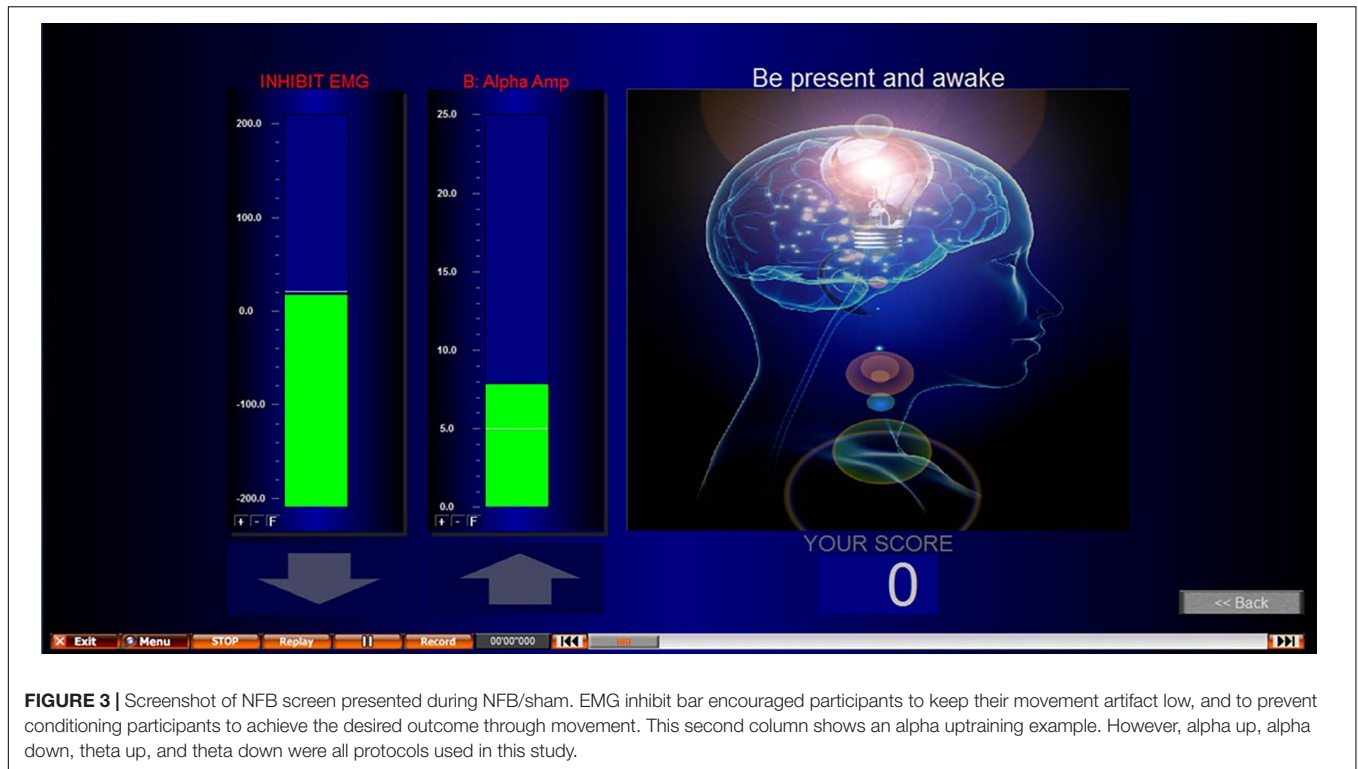 INHIBIT EMG
B: Alpha Amp
Be present and awake
200.0
100.0
0.0
-100.0
-200.0
+ - F
25.0
20.0
15.0
10.0
5.0
0.0
+ - F
YOUR SCORE
0
<< Back
Exit Menu STOP Replay Record 00'00"000
FIGURE 3 | Screenshot of NFB screen presented during NFB/sham. EMG inhibit bar encouraged participants to keep their movement artifact low, and to prevent
conditioning participants to achieve the desired outcome through movement. This second column shows an alpha uptraining example. However, alpha up, alpha
down, theta up, and theta down were all protocols used in this study.